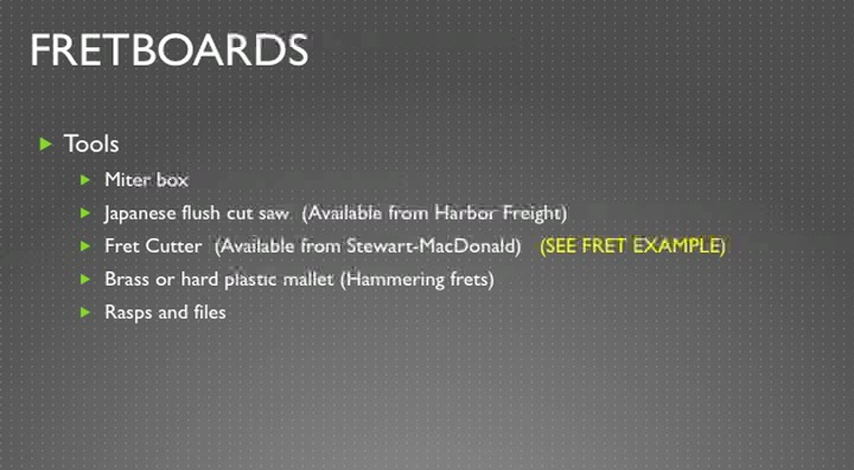 FRETBOARDS
Tools
Miter box
Japanese flush cut saw (Available from Harbor Freight)
Fret Cutter (Available from Stewart-MacDonald) (SEE FRET EXAMPLE)
Brass or hard plastic mallet (Hammering frets)
Rasps and files